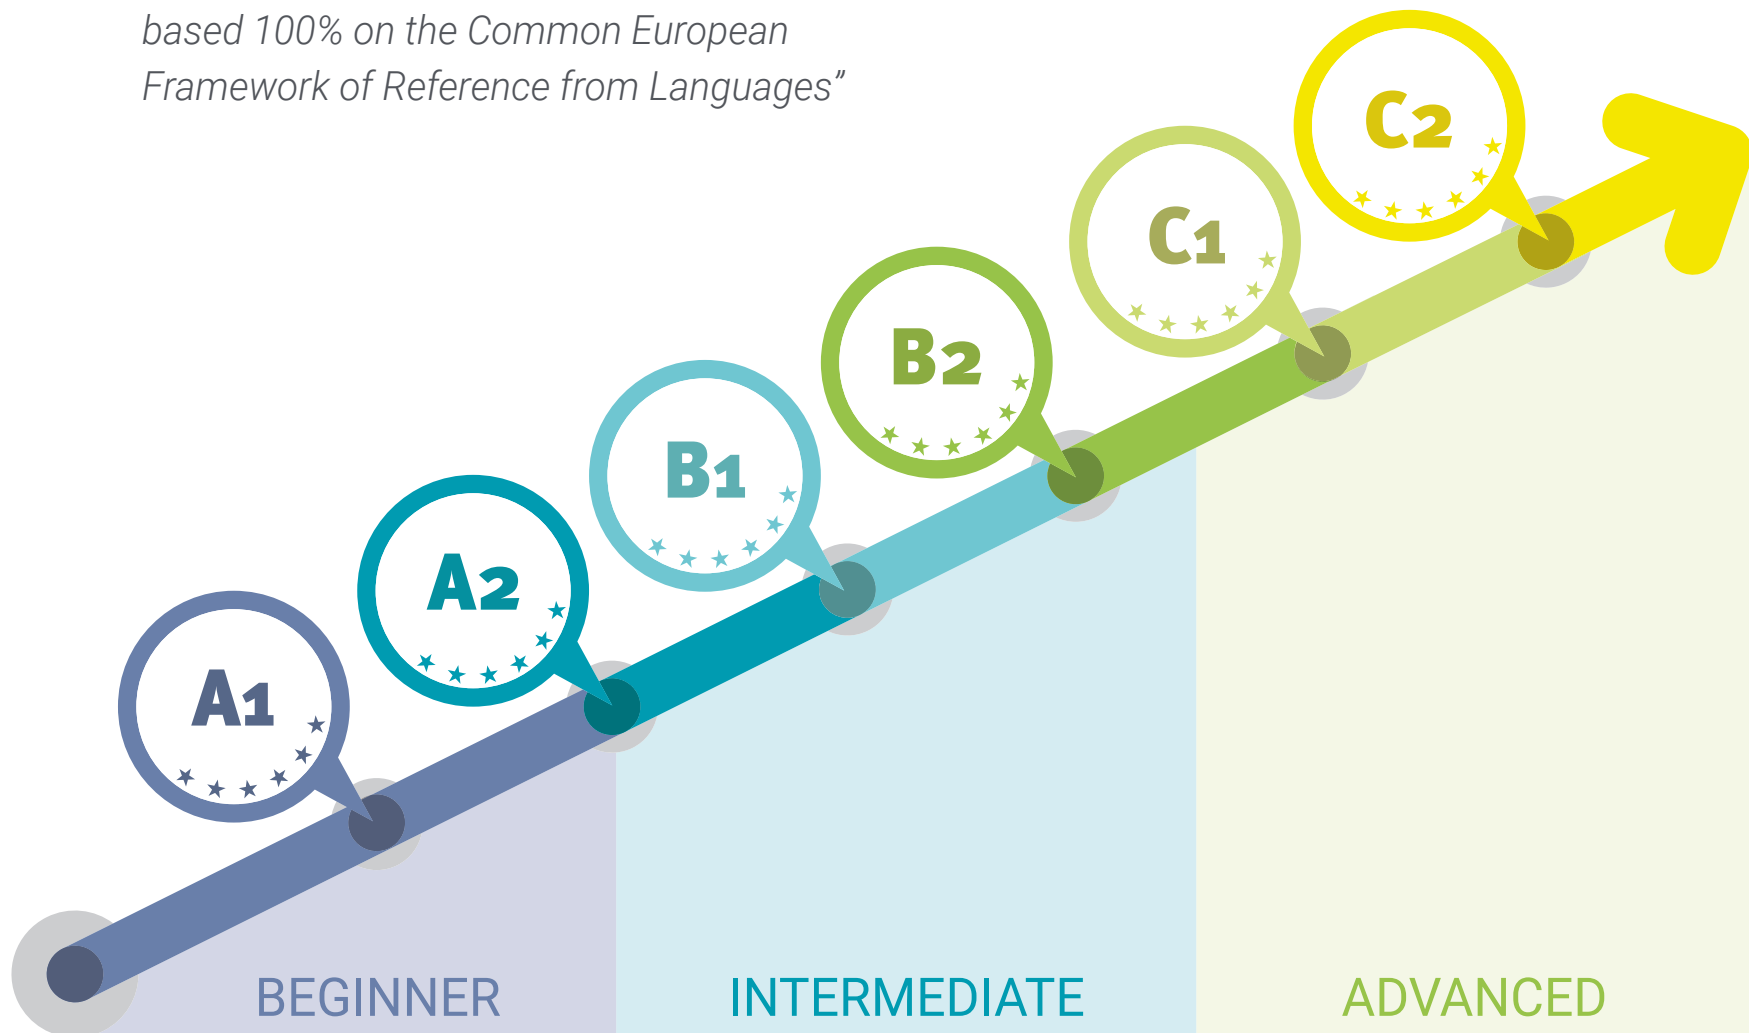 based 100% on the Common European
Framework of Reference from Languages”
C2
C1
B2
B1
A2
A1
BEGINNER
INTERMEDIATE
ADVANCED